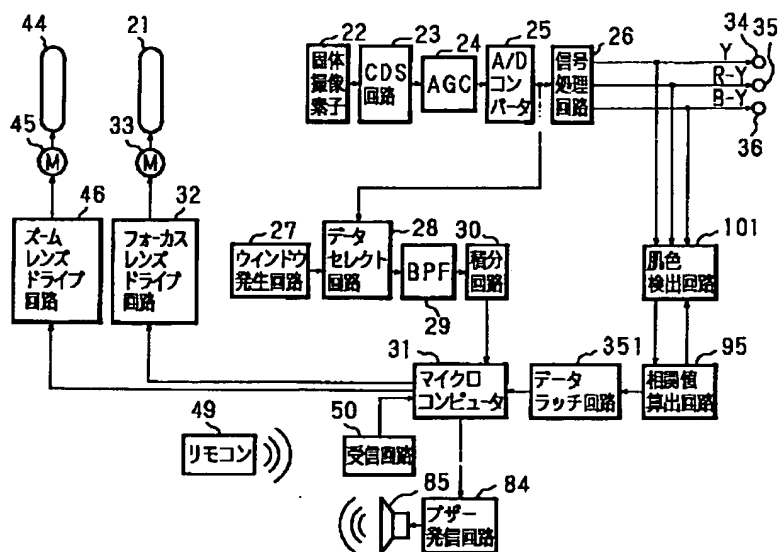 44
21
22
固体
撮像
素子
23
CDS
回路
24
AGC
25
A/D
コン
バータ
26
信号
処理
回路
Y
R-Y
B-Y
34
35
36
45
M
33
M
46
ズーム
レンズ
ドライブ
回路
32
フォーカス
レンズ
ドライブ
回路
27
ウィンドウ
発生回路
28
データ
セレクト
回路
BPF
29
30
積分
回路
101
肌色
検出回路
31
マイクロ
コンピュータ
351
データ
ラッチ回路
95
相関値
算出回路
49
リモコン
50
受信回路
85
84
ブザー
発信回路